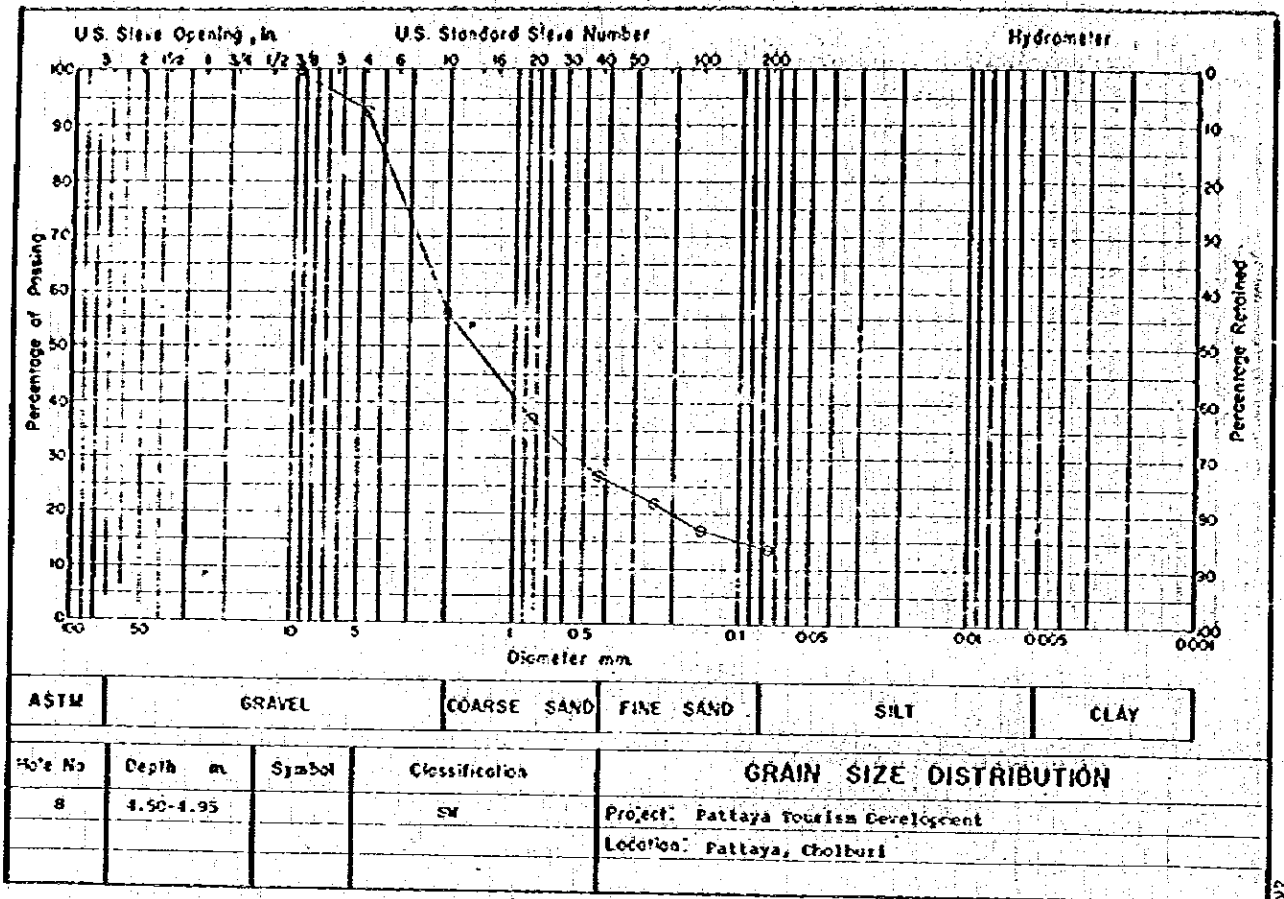 U.S. Sieve Opening, in
U.S. Standard Sieve Number
Hydrometer
3 2 1½ 1 3/4 1/2 3/8 3 4 6 10 16 20 30 40 50 100 200
Percentage of Passing
100
90
80
70
60
50
40
30
20
10
0
0
10
20
30
40
50
60
70
80
90
100
Percentage Retained
100 50 10 5 1 0.5 0.1 0.05 0.01 0.005 0.001
Diameter mm
ASTM GRAVEL COARSE SAND FINE SAND SILT CLAY
Hole No Depth m Symbol Classification GRAIN SIZE DISTRIBUTION
8 4.50-4.95
Project: Pattaya Tourism Development
Location: Pattaya, Cholburi